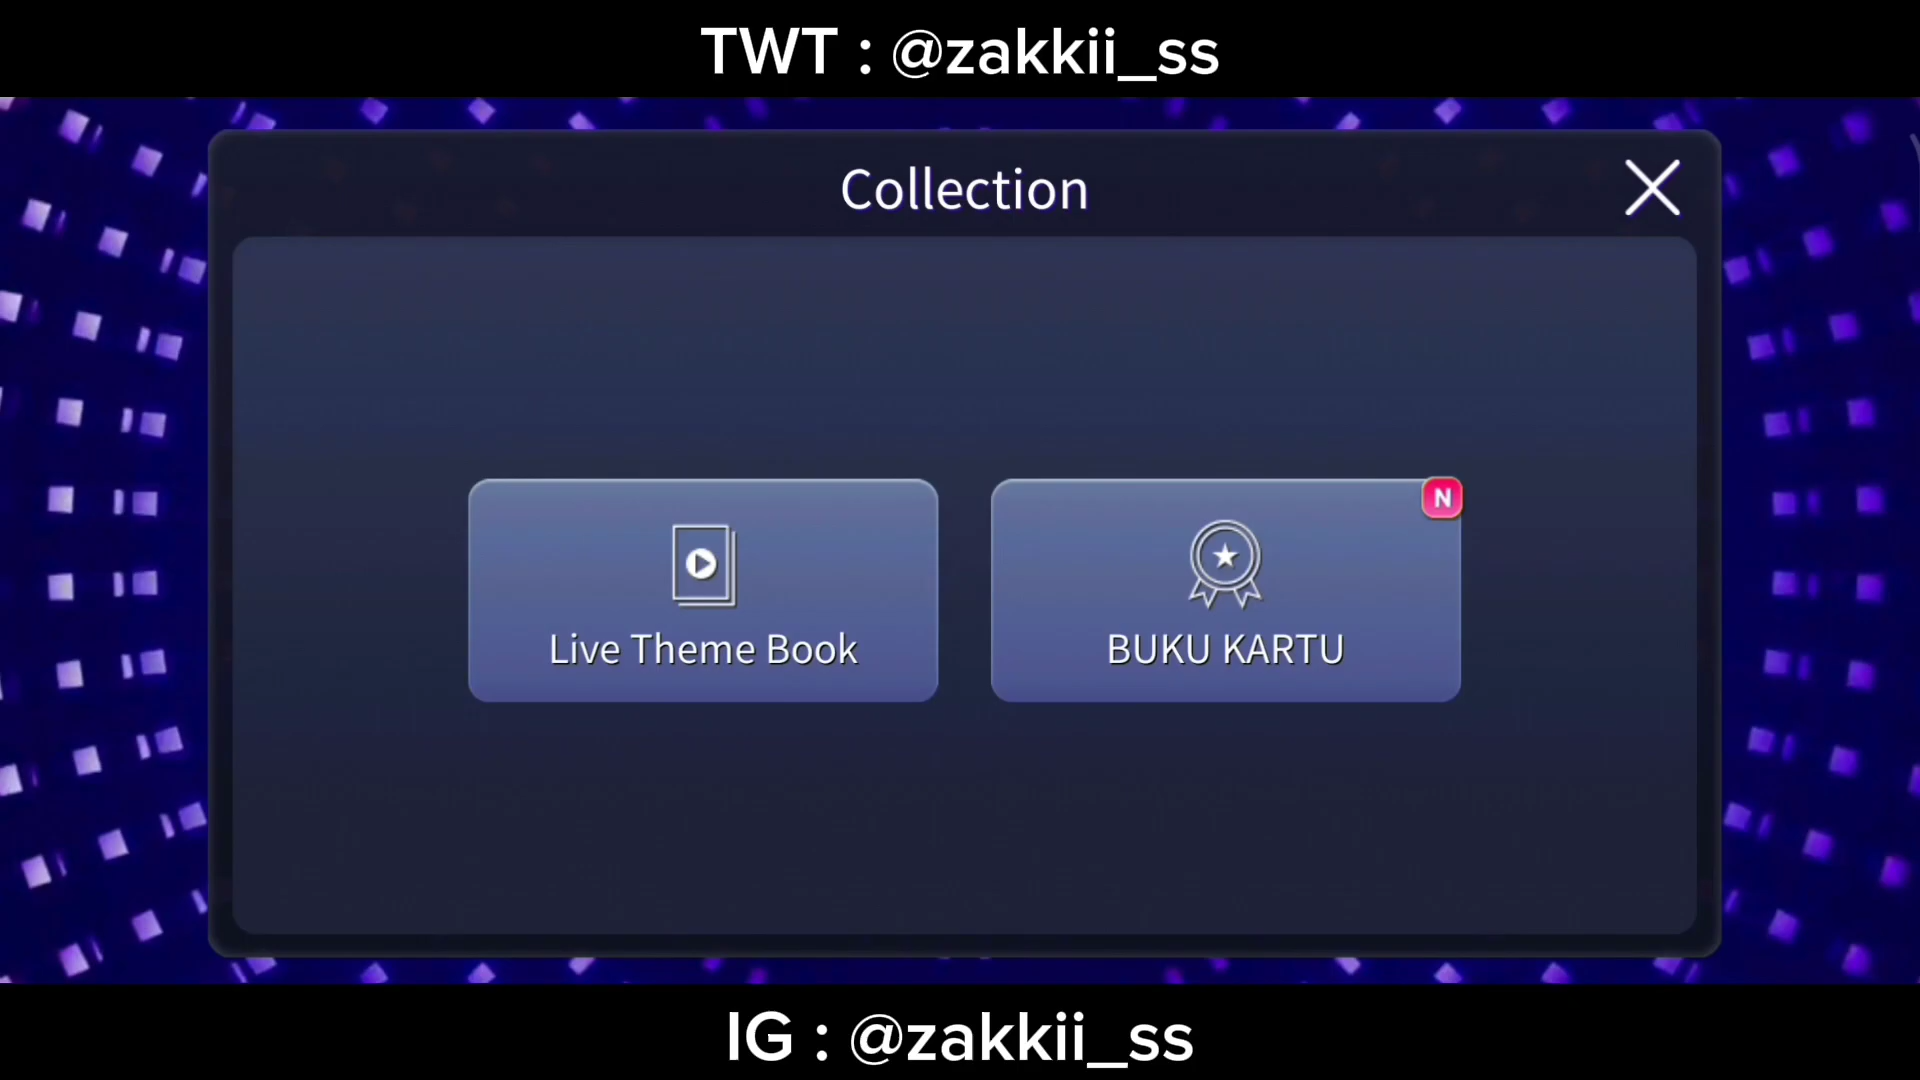 TWT : @zakkii_ss
Collection
N
Live Theme Book
BUKU KARTU
IG : @zakkii_ss